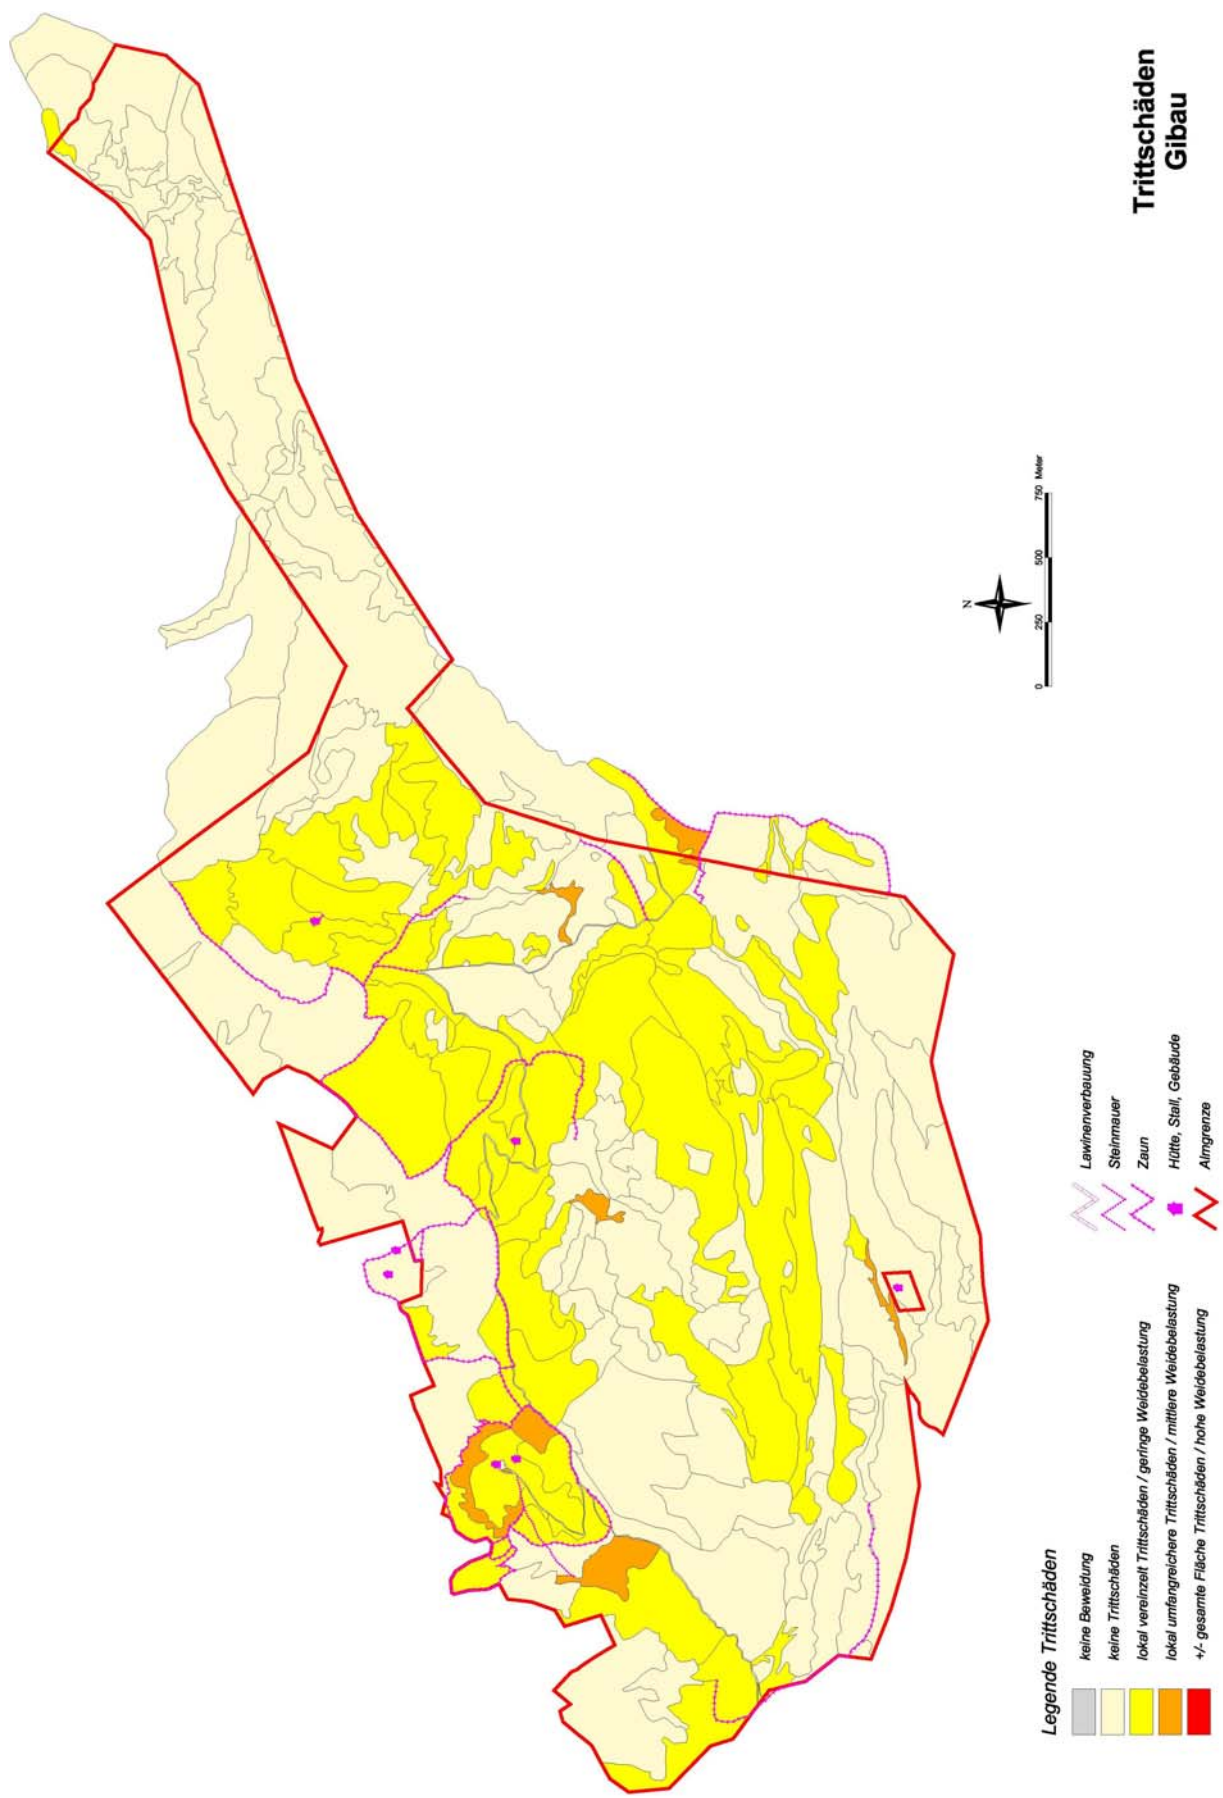 Trittschäden
Gibau
N
0 250 500 750 Meter
Legende Trittschäden
keine Beweidung
keine Trittschäden
lokal vereinzelt Trittschäden / geringe Weidebelastung
lokal umfangreichere Trittschäden / mittlere Weidebelastung
+/- gesamte Fläche Trittschäden / hohe Weidebelastung
Lawinenverbauung
Steinmauer
Zaun
Hütte, Stall, Gebäude
Almgrenze